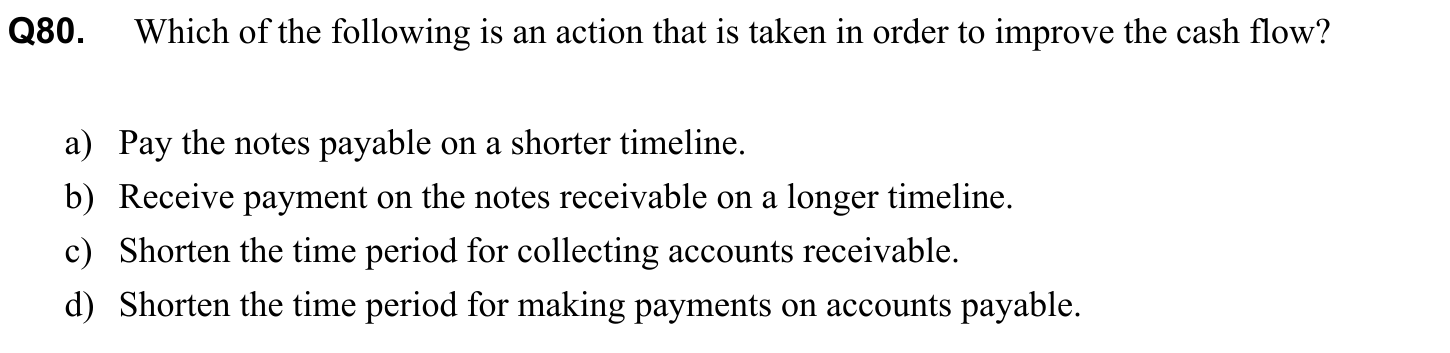 Q80. Which of the following is an action that is taken in order to improve the cash flow?
a) Pay the notes payable on a shorter timeline.
b) Receive payment on the notes receivable on a longer timeline.
c) Shorten the time period for collecting accounts receivable.
d) Shorten the time period for making payments on accounts payable.